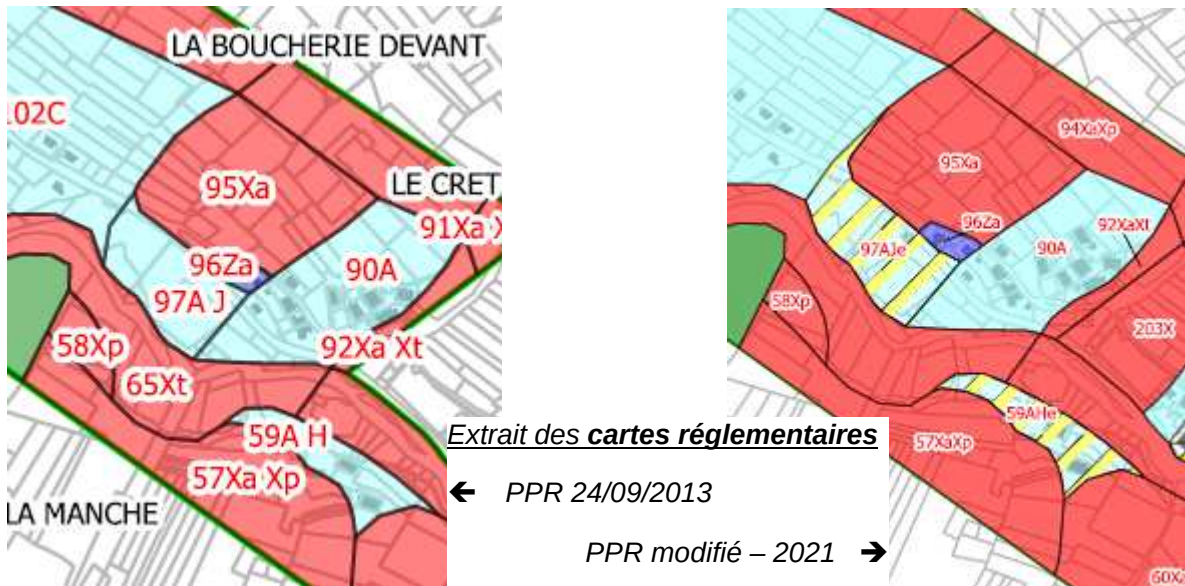 LA BOUCHERIE DEVANT
102C
95Xa
LE CRET
91Xa X
96Za
90A
97A J
92Xa Xt
58Xp
65Xt
59A H
57Xa Xp
LA MANCHE
94XaXp
95Xa
96Za
92XaXt
97AJe
90A
58Xp
203X
59AHe
57XaXp
60X
Extrait des cartes réglementaires
← PPR 24/09/2013
PPR modifié – 2021 →